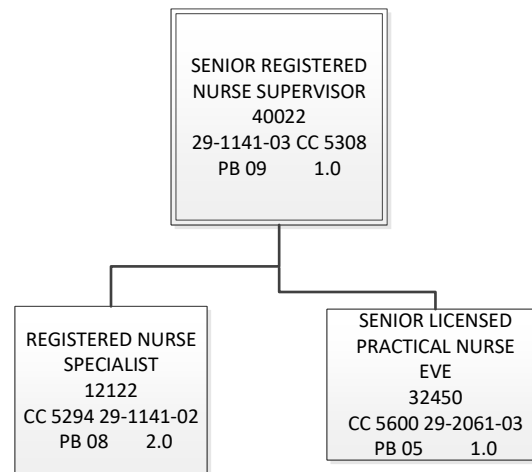 SENIOR REGISTERED
NURSE SUPERVISOR
40022
29-1141-03 CC 5308
PB 09 1.0
REGISTERED NURSE
SPECIALIST
12122
CC 5294 29-1141-02
PB 08 2.0
SENIOR LICENSED
PRACTICAL NURSE
EVE
32450
CC 5600 29-2061-03
PB 05 1.0